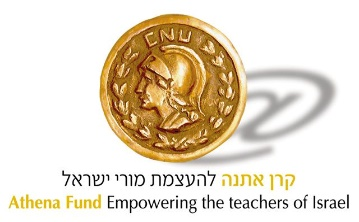 CNU
@
קרן אתנה להעצמת מורי ישראל
Athena Fund Empowering the teachers of Israel